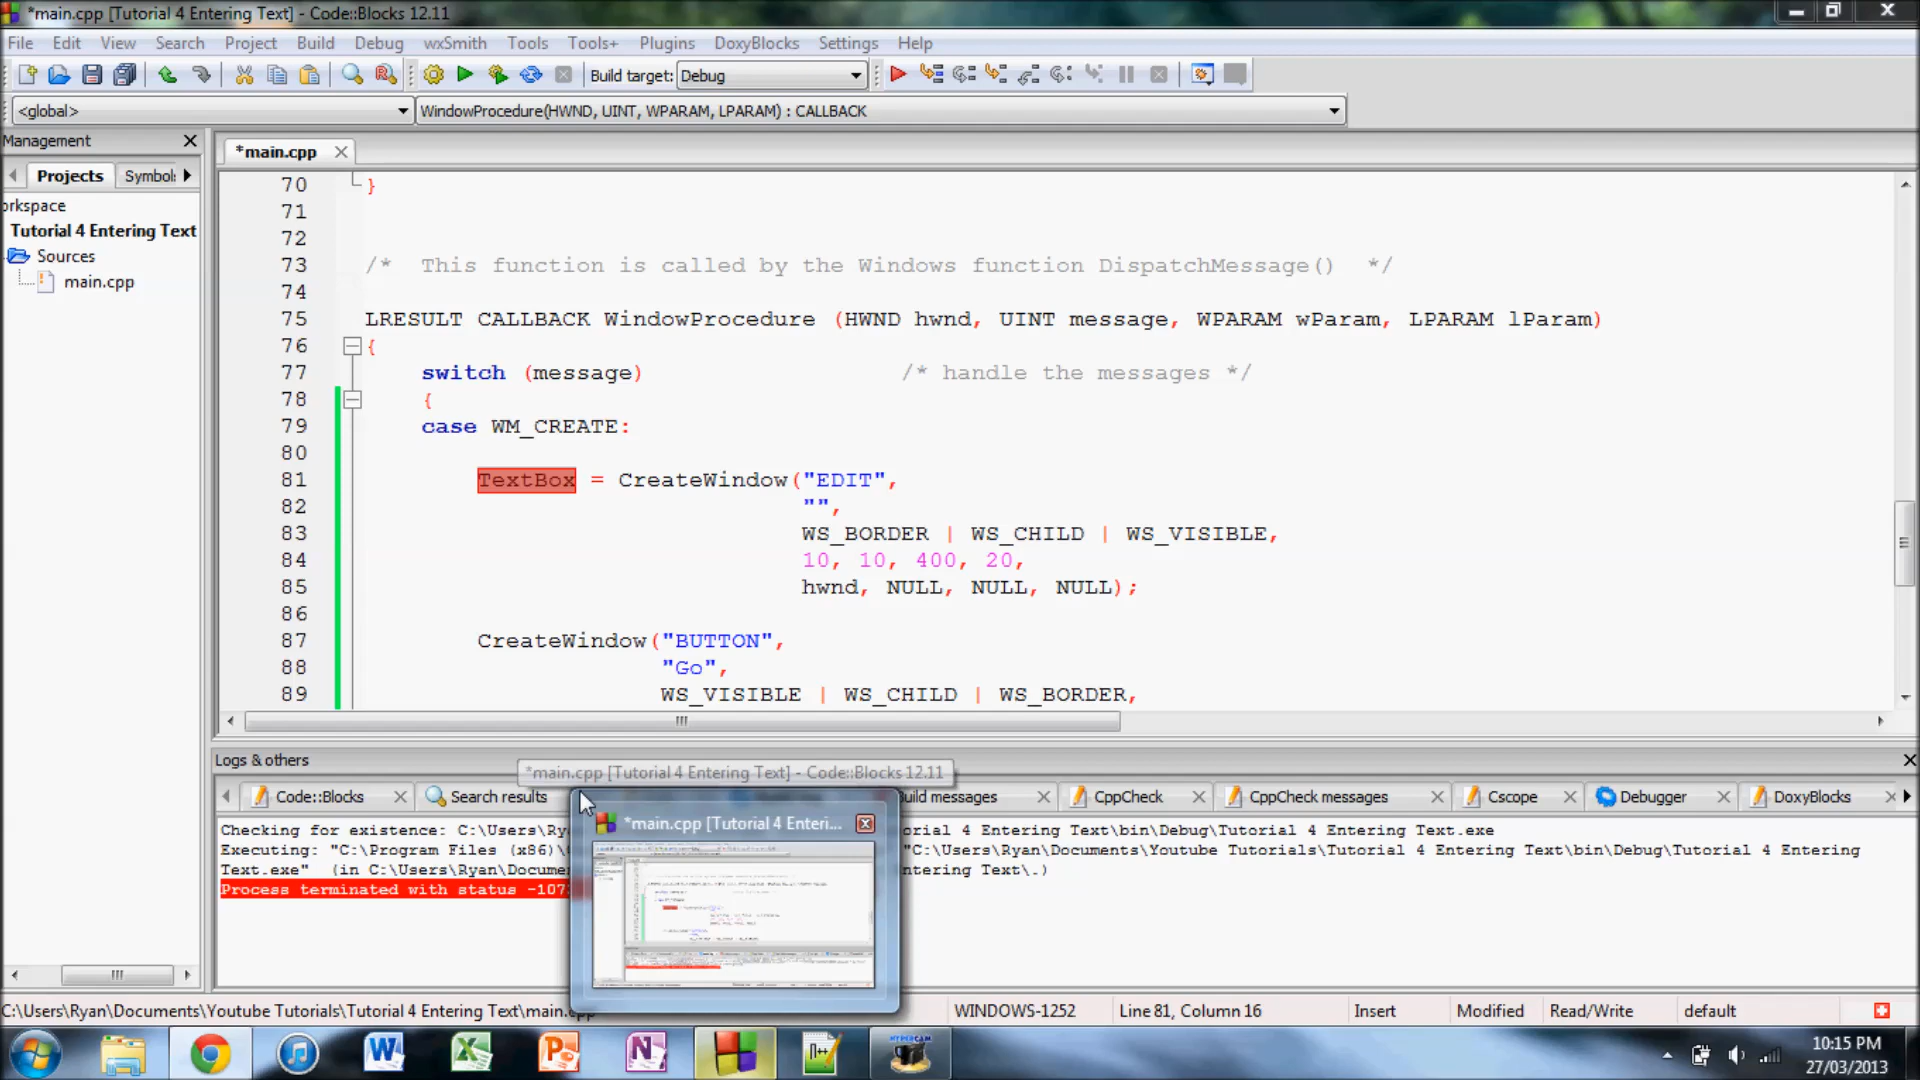 *main.cpp [Tutorial 4 Entering Text] - Code::Blocks 12.11
File Edit View Search Project Build Debug wxSmith Tools Tools+ Plugins DoxyBlocks Settings Help
Build target: Debug
<global> WindowProcedure(HWND, UINT, WPARAM, LPARAM) : CALLBACK
Management
*main.cpp
Projects Symbols
orkspace
Tutorial 4 Entering Text
Sources
main.cpp
70 }
71
72
73 /* This function is called by the Windows function DispatchMessage() */
74
75 LRESULT CALLBACK WindowProcedure (HWND hwnd, UINT message, WPARAM wParam, LPARAM lParam)
76 {
77 switch (message) /* handle the messages */
78 {
79 case WM_CREATE:
80
81 TextBox = CreateWindow("EDIT",
82 "",
83 WS_BORDER | WS_CHILD | WS_VISIBLE,
84 10, 10, 400, 20,
85 hwnd, NULL, NULL, NULL);
86
87 CreateWindow("BUTTON",
88 "Go",
89 WS_VISIBLE | WS_CHILD | WS_BORDER,
Logs & others
*main.cpp [Tutorial 4 Entering Text] - Code::Blocks 12.11
Code::Blocks Search results uild messages CppCheck CppCheck messages Cscope Debugger DoxyBlocks
*main.cpp [Tutorial 4 Enteri...
Checking for existence: C:\Users\Ry orial 4 Entering Text\bin\Debug\Tutorial 4 Entering Text.exe
Executing: "C:\Program Files (x86)\ "C:\Users\Ryan\Documents\Youtube Tutorials\Tutorial 4 Entering Text\bin\Debug\Tutorial 4 Entering
Text.exe" (in C:\Users\Ryan\Docume ntering Text\.)
Process terminated with status -107
C:\Users\Ryan\Documents\Youtube Tutorials\Tutorial 4 Entering Text\main.cpp WINDOWS-1252 Line 81, Column 16 Insert Modified Read/Write default
HYPERCAM
10:15 PM
27/03/2013